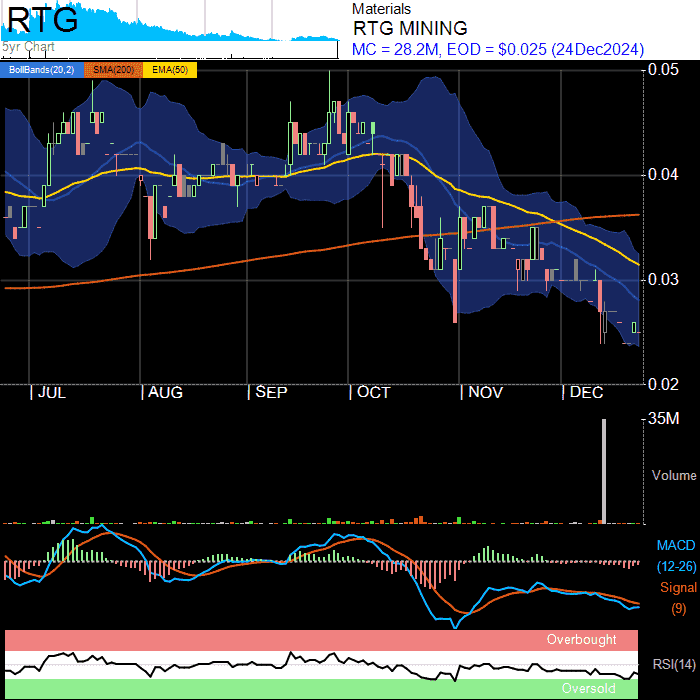 RTG
5yr Chart
Materials
RTG MINING
MC = 28.2M, EOD = $0.025 (24Dec2024)
BollBands(20,2) SMA(200) EMA(50)
0.05
0.04
0.03
0.02
JUL AUG SEP OCT NOV DEC
35M
Volume
MACD
(12-26)
Signal
(9)
Overbought
RSI(14)
Oversold